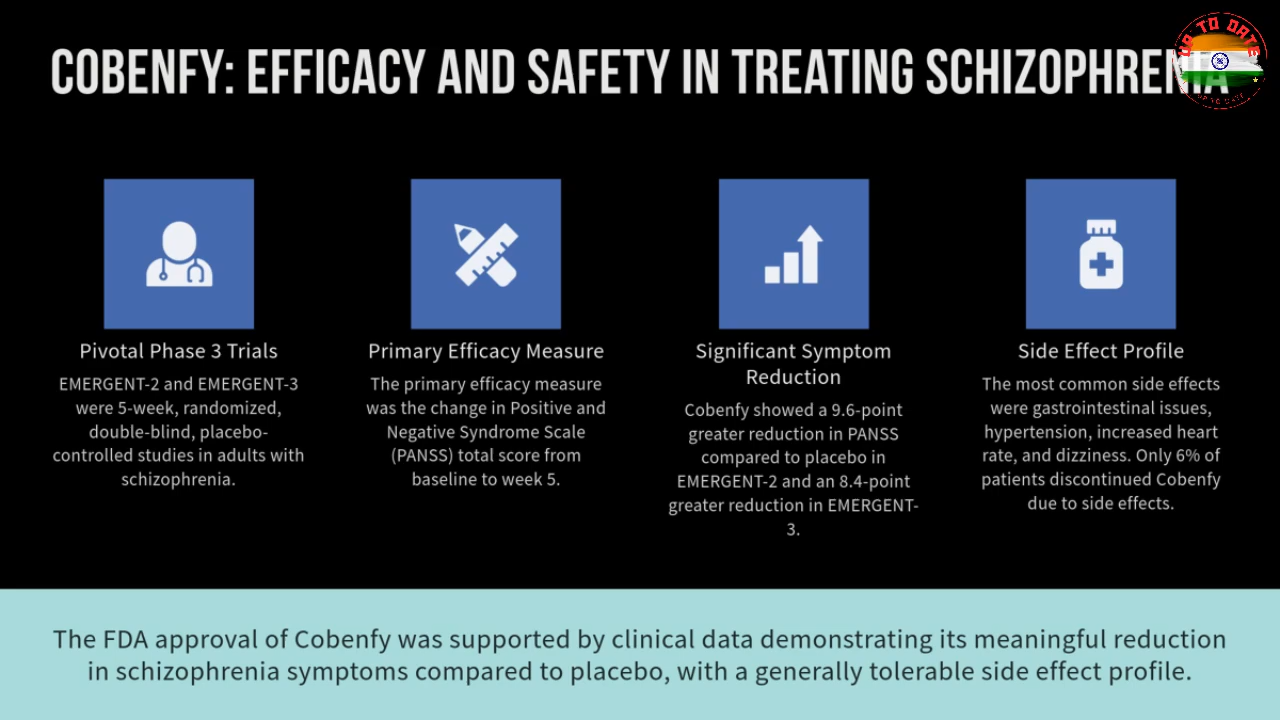 COBENFY: EFFICACY AND SAFETY IN TREATING SCHIZOPHRENIA
UP TO DATE
UP TO DATE
Pivotal Phase 3 Trials
EMERGENT-2 and EMERGENT-3
were 5-week, randomized,
double-blind, placebo-
controlled studies in adults with
schizophrenia.
Primary Efficacy Measure
The primary efficacy measure
was the change in Positive and
Negative Syndrome Scale
(PANSS) total score from
baseline to week 5.
Significant Symptom
Reduction
Cobenfy showed a 9.6-point
greater reduction in PANSS
compared to placebo in
EMERGENT-2 and an 8.4-point
greater reduction in EMERGENT-
3.
Side Effect Profile
The most common side effects
were gastrointestinal issues,
hypertension, increased heart
rate, and dizziness. Only 6% of
patients discontinued Cobenfy
due to side effects.
The FDA approval of Cobenfy was supported by clinical data demonstrating its meaningful reduction
in schizophrenia symptoms compared to placebo, with a generally tolerable side effect profile.